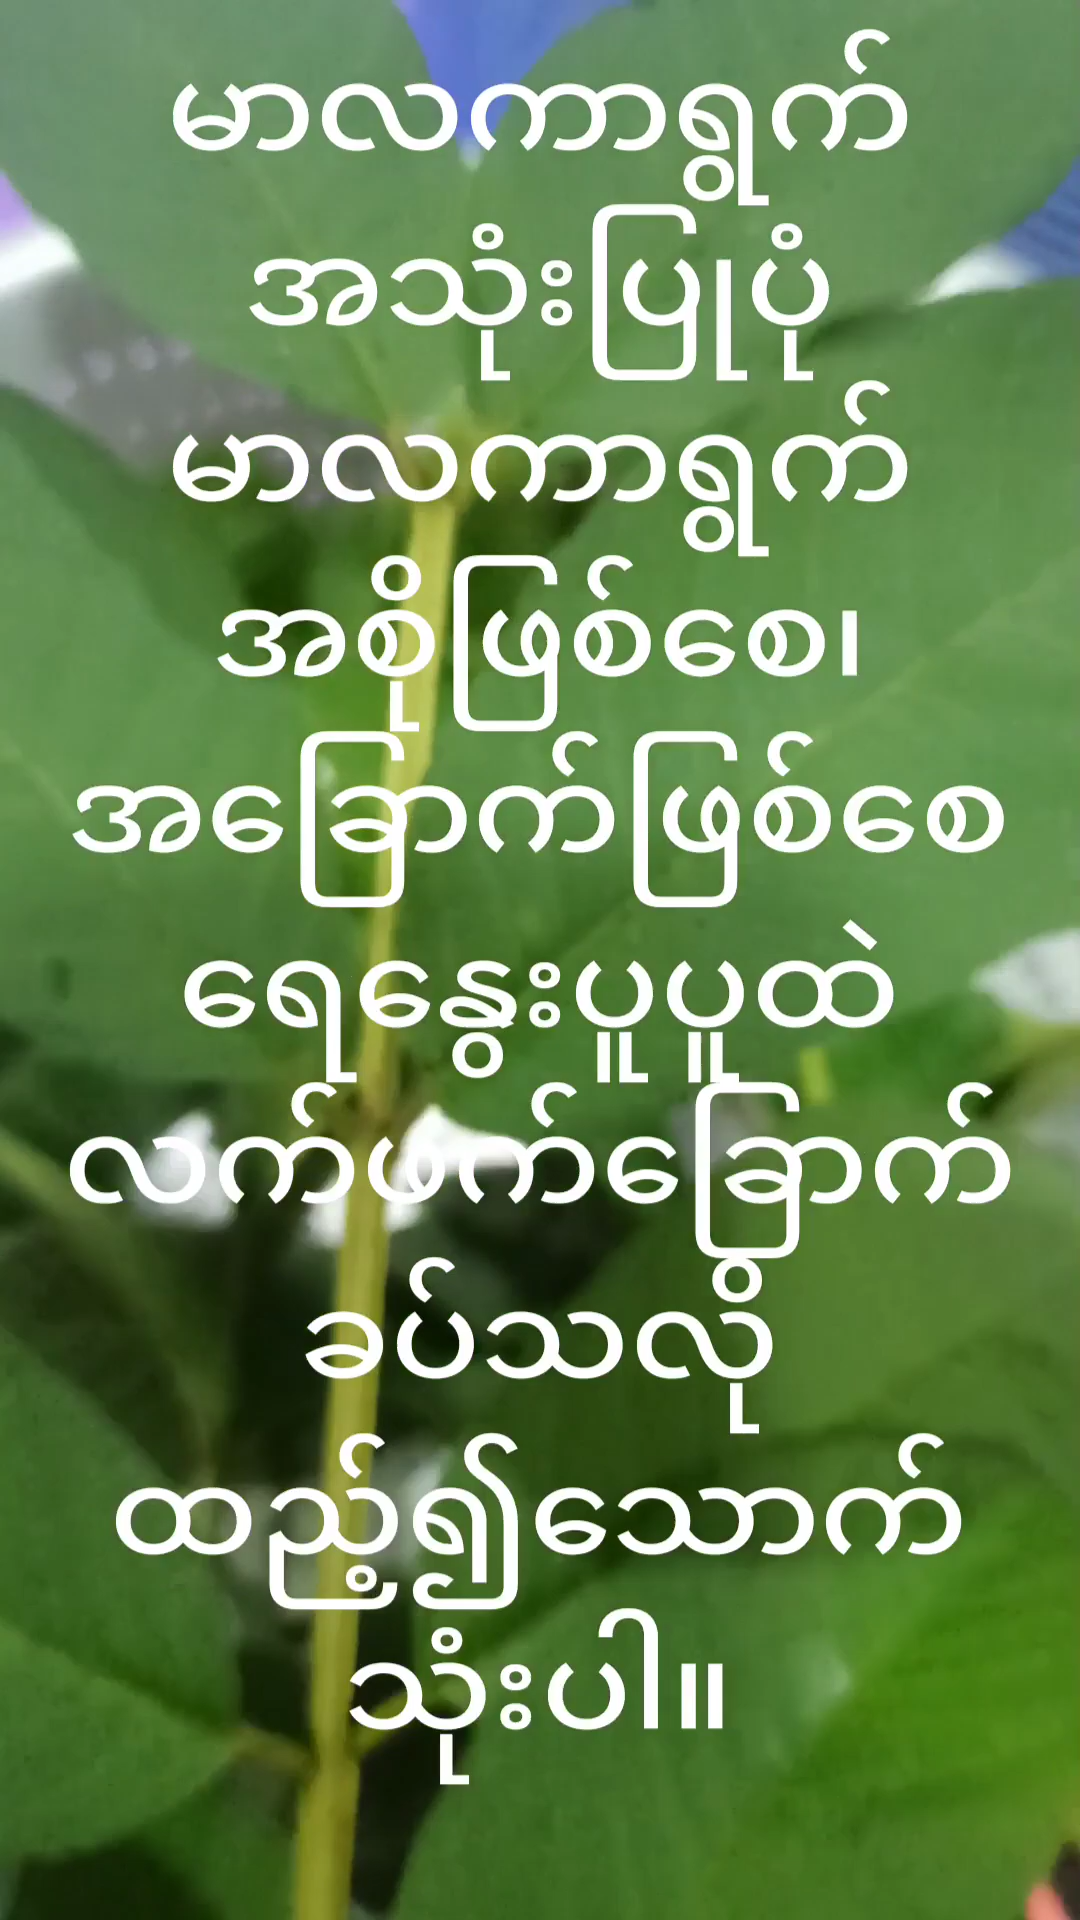 မာလကာရွက်
အသုံးပြုပုံ
မာလကာရွက်
အစိုဖြစ်စေ၊
အခြောက်ဖြစ်စေ
ရေနွေးပူပူထဲ
လက်ဖက်ခြောက်
ခပ်သလို
ထည့်၍သောက်
သုံးပါ။